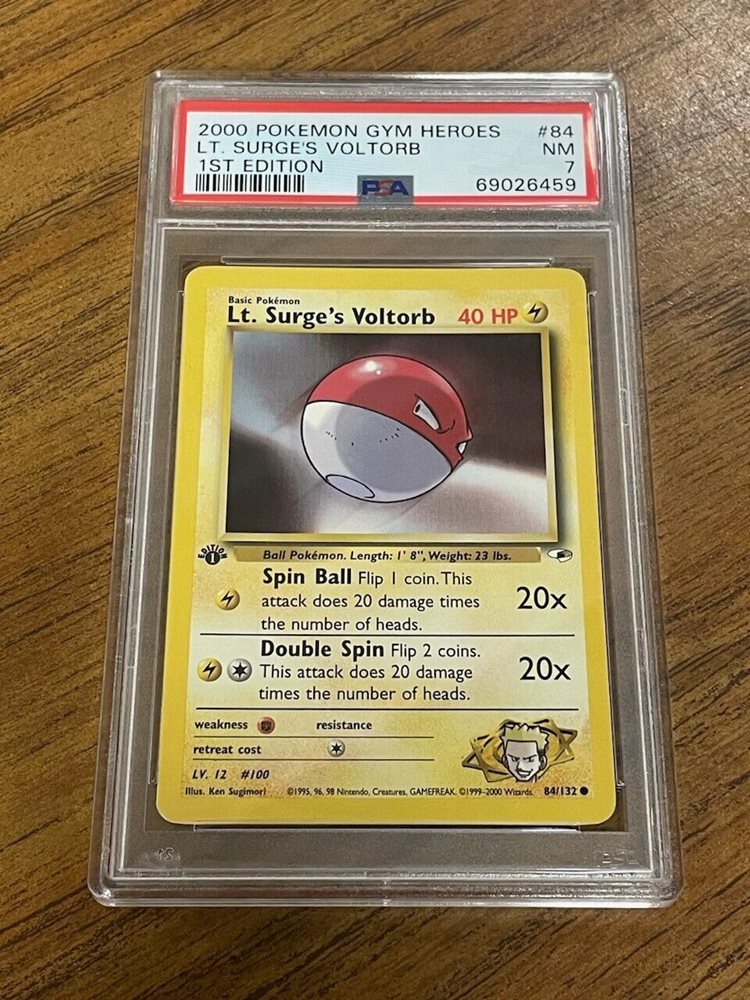 2000 POKEMON GYM HEROES #84
LT. SURGE'S VOLTORB NM
1ST EDITION 7
PSA 69026459
Basic Pokémon
Lt. Surge's Voltorb 40 HP
EDITION
1
Ball Pokémon. Length: 1' 8", Weight: 23 lbs.
Spin Ball Flip 1 coin. This
attack does 20 damage times 20x
the number of heads.
Double Spin Flip 2 coins.
This attack does 20 damage 20x
times the number of heads.
weakness resistance
retreat cost
LV. 12 #100
Illus. Ken Sugimori ©1995, 96, 98 Nintendo, Creatures, GAMEFREAK. ©1999-2000 Wizards. 84/132